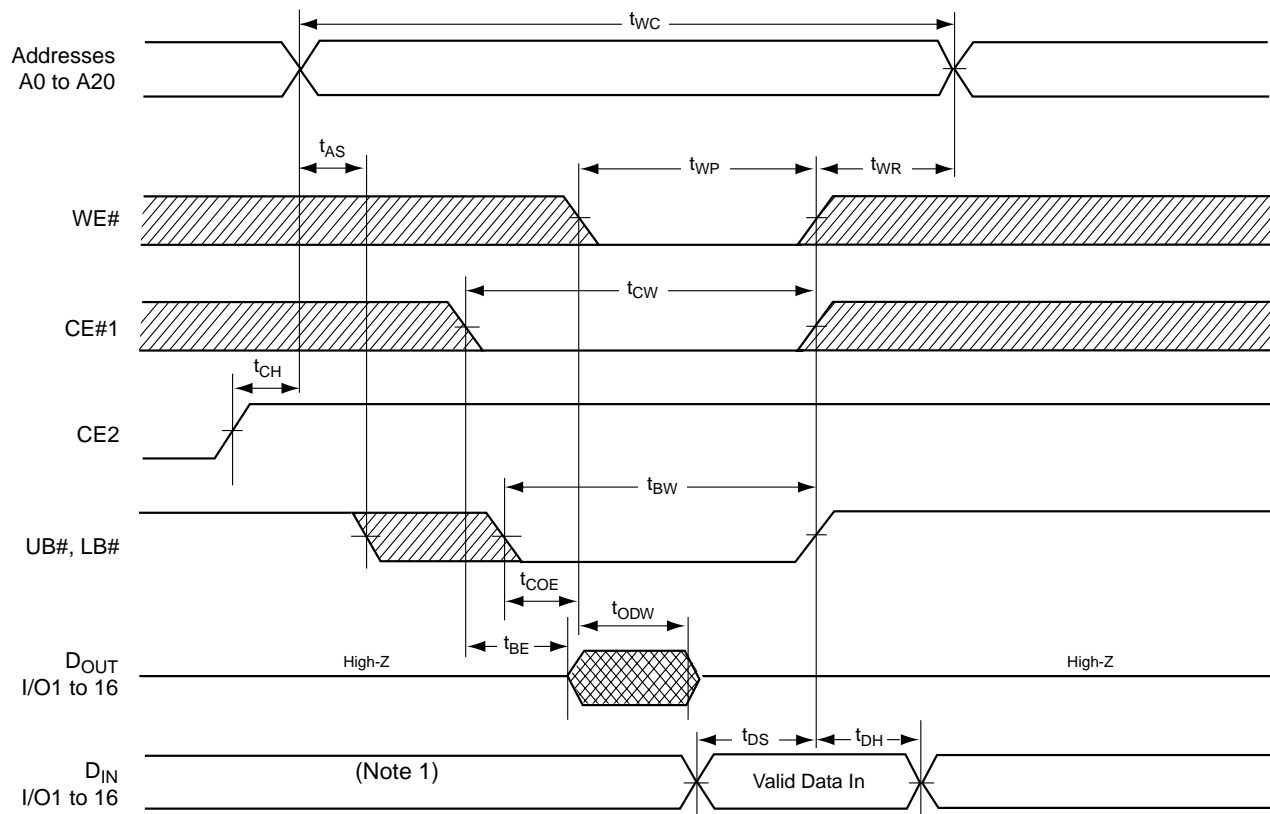 tWC
Addresses
A0 to A20
tAS
tWP
tWR
WE#
tCW
CE#1
tCH
CE2
tBW
UB#, LB#
tCOE
tODW
tBE
DOUT
I/O1 to 16
High-Z
High-Z
tDS
tDH
DIN
I/O1 to 16
(Note 1)
Valid Data In